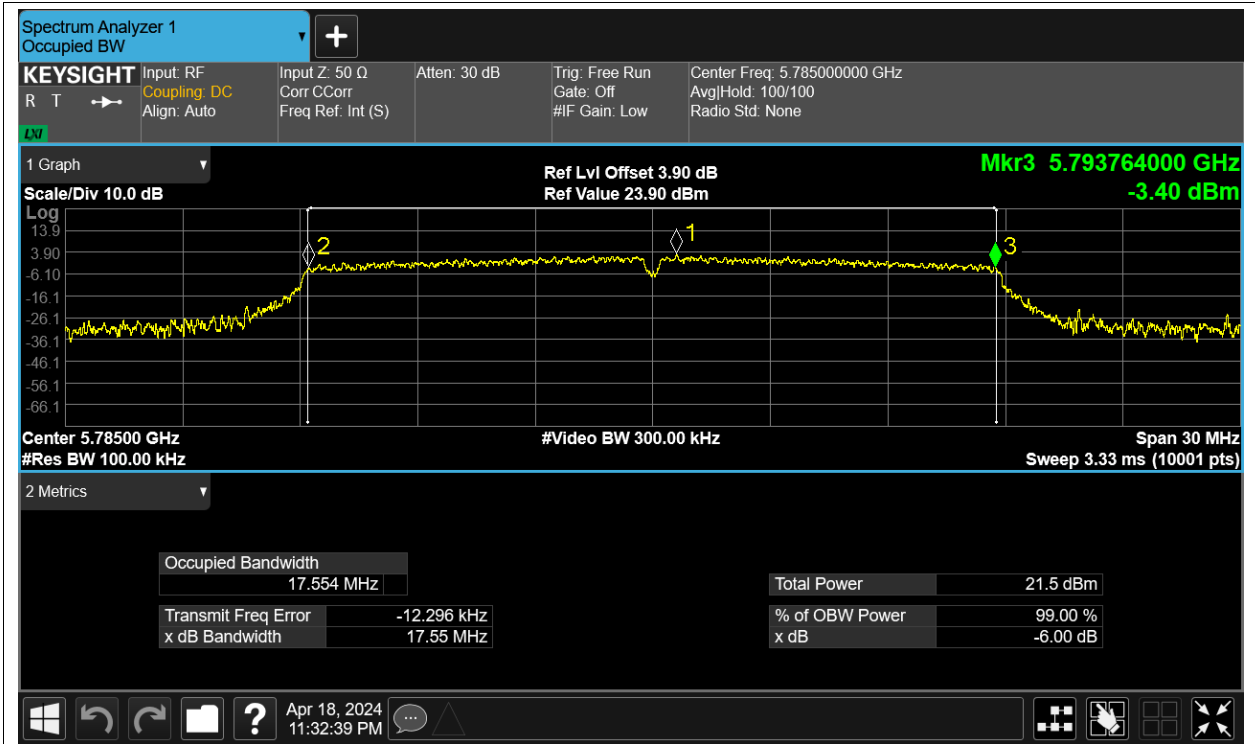 Spectrum Analyzer 1
Occupied BW
KEYSIGHT
R T
LXI
Input: RF
Coupling: DC
Align: Auto
Input Z: 50 Ω
Corr CCorr
Freq Ref: Int (S)
Atten: 30 dB
Trig: Free Run
Gate: Off
#IF Gain: Low
Center Freq: 5.785000000 GHz
Avg|Hold: 100/100
Radio Std: None
1 Graph
Scale/Div 10.0 dB
Ref Lvl Offset 3.90 dB
Ref Value 23.90 dBm
Mkr3 5.793764000 GHz
-3.40 dBm
Log
13.9
3.90
-6.10
-16.1
-26.1
-36.1
-46.1
-56.1
-66.1
2
1
3
Center 5.78500 GHz
#Res BW 100.00 kHz
#Video BW 300.00 kHz
Span 30 MHz
Sweep 3.33 ms (10001 pts)
2 Metrics
Occupied Bandwidth
17.554 MHz
Transmit Freq Error -12.296 kHz
x dB Bandwidth 17.55 MHz
Total Power 21.5 dBm
% of OBW Power 99.00 %
x dB -6.00 dB
?
Apr 18, 2024
11:32:39 PM